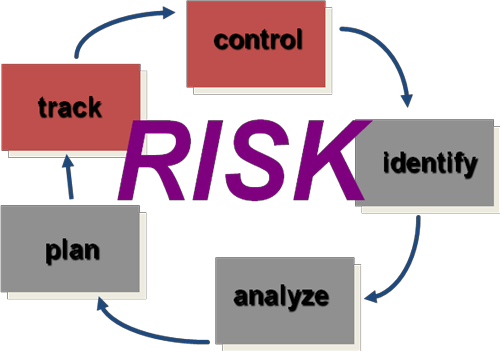 control
track
RISK
identify
plan
analyze